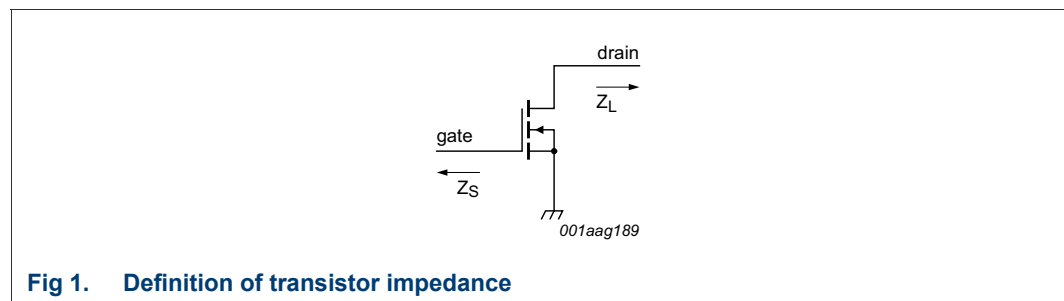 drain
Z_L
gate
Z_S
001aag189
Fig 1. Definition of transistor impedance